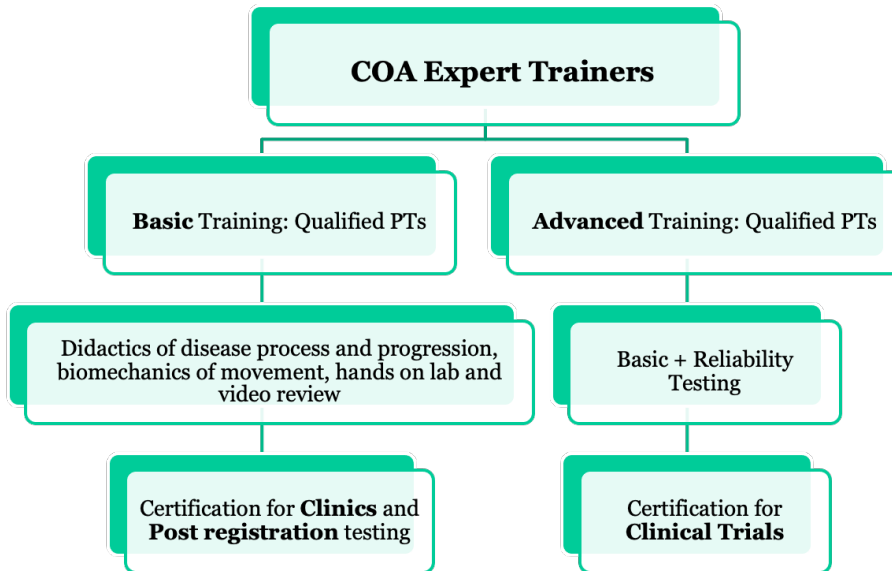 COA Expert Trainers
Basic Training: Qualified PTs
Advanced Training: Qualified PTs
Didactics of disease process and progression,
biomechanics of movement, hands on lab and
video review
Basic + Reliability
Testing
Certification for Clinics and
Post registration testing
Certification for
Clinical Trials